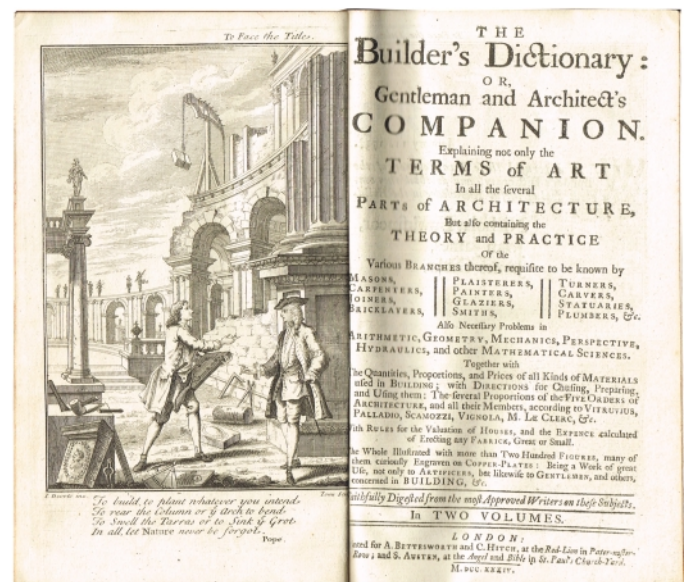 To Face the Titles.
To build, to plant whatever you intend,
To rear the Column or ÿ Arch to bend
To Swell the Tarras or to Sink ÿ Grot
In all, let Nature never be forgot.
Pope.
THE
Builder's Dictionary:
OR,
Gentleman and Architect's
COMPANION.
Explaining not only the
TERMS of ART
In all the ſeveral
PARTS of ARCHITECTURE,
But alſo containing the
THEORY and PRACTICE
Of the
Various BRANCHES thereof, requiſite to be known by
MASONS,
CARPENTERS,
JOINERS,
BRICKLAYERS,
PLAISTERERS,
PAINTERS,
GLAZIERS,
SMITHS,
TURNERS,
CARVERS,
STATUARIES,
PLUMBERS, &c.
Alſo Neceſſary Problems in
ARITHMETIC, GEOMETRY, MECHANICS, PERSPECTIVE,
HYDRAULICS, and other MATHEMATICAL SCIENCES.
Together with
The Quantities, Proportions, and Prices of all Kinds of MATERIALS
uſed in BUILDING; with DIRECTIONS for Chuſing, Preparing,
and Uſing them: The ſeveral Proportions of the FIVE ORDERS of
ARCHITECTURE, and all their Members, according to VITRUVIUS,
PALLADIO, SCAMOZZI, VIGNOLA, M. LE CLERC, &c.
With RULES for the Valuation of HOUSES, and the EXPENCE calculated
of Erecting any FABRICK, Great or Small.
The Whole Illuſtrated with more than Two Hundred FIGURES, many of
them curiouſly Engraven on COPPER-PLATES: Being a Work of great
Uſe, not only to ARTIFICERS, but likewiſe to GENTLEMEN, and others,
concerned in BUILDING, &c.
Faithfully Digeſted from the moſt Approved Writers on theſe Subjects.
In TWO VOLUMES.
LONDON:
for A. BETTESWORTH and C. HITCH, at the Red-Lion in Pater-noſter-
Row; and S. AUSTEN, at the Angel and Bible in St. Paul's Church-Yard.
M.DCC.XXXIV.